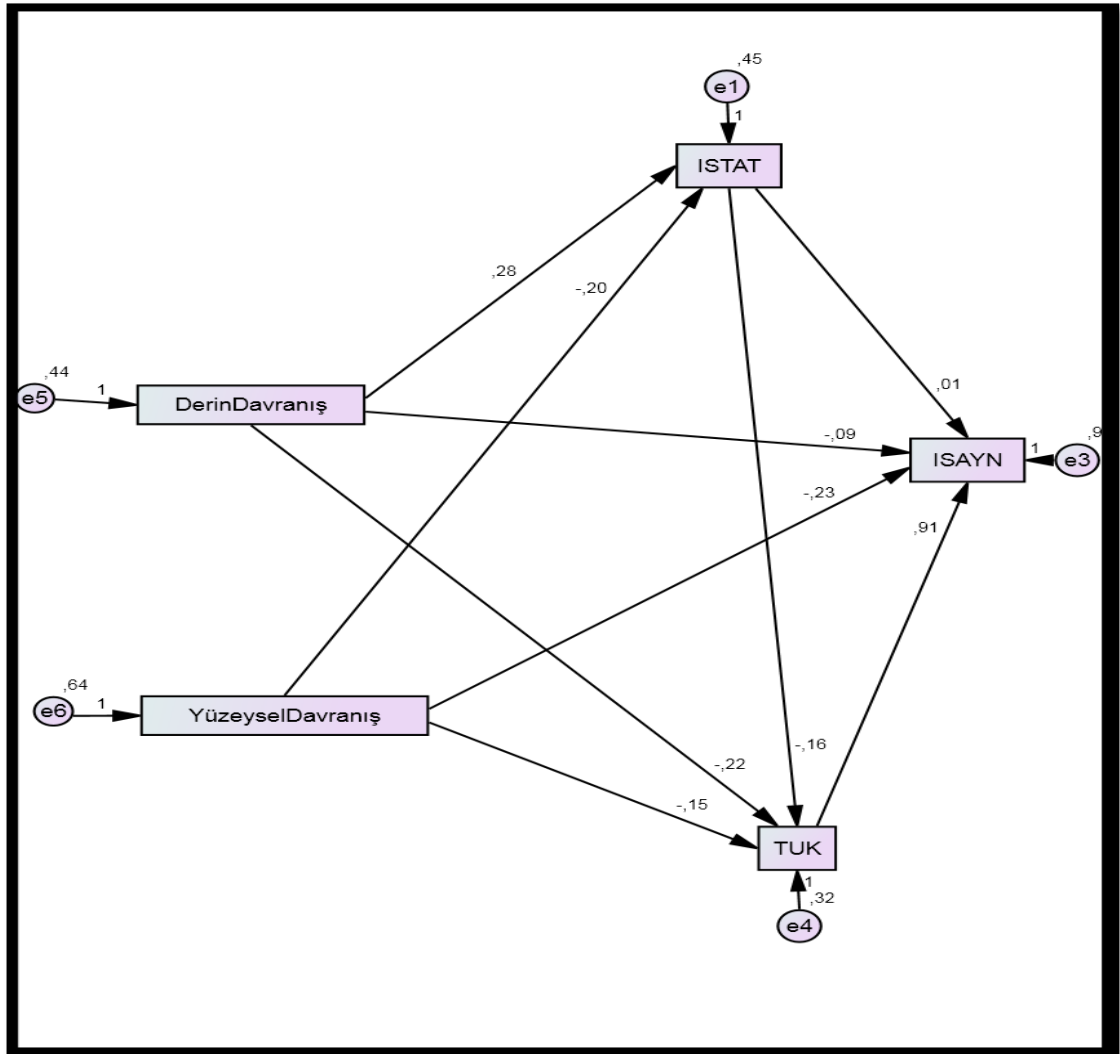 ,45
e1
1
ISTAT
,28
-,20
,44
e5
1
DerinDavranış
,01
-,09
ISAYN
1
,9
e3
-,23
,91
,64
e6
1
YüzeyselDavranış
-,16
-,22
-,15
TUK
1
,32
e4